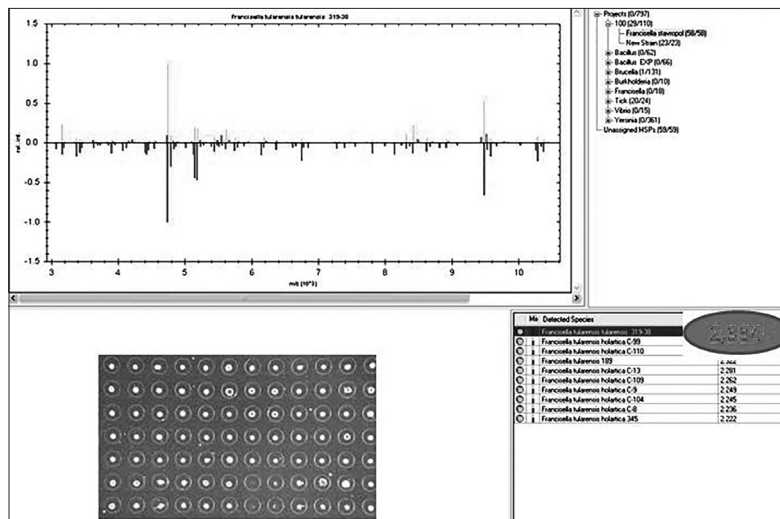 Francisella tularensis tularensis 319-38
1.5
1.0
0.5
0.0
-0.5
-1.0
-1.5
rel. int.
3
4
5
6
7
8
9
10
m/z (10^3)
Projects (0/797)
100 (29/110)
Francisella stavropol (58/58)
New Strain (23/23)
Bacillus (0/62)
Bacillus EXP (0/66)
Brucella (1/131)
Burkholderia (0/10)
Francisella (0/18)
Tick (20/24)
Vibrio (0/15)
Yersinia (0/361)
Unassigned MSPs (59/59)
Detected Species
Francisella tularensis tularensis 319-38
Francisella tularensis holartica C-99
Francisella tularensis holartica C-110
Francisella tularensis 189
Francisella tularensis holartica C-13 2.281
Francisella tularensis holartica C-109 2.262
Francisella tularensis holartica C-9 2.249
Francisella tularensis holartica C-104 2.245
Francisella tularensis holartica C-8 2.236
Francisella tularensis holartica 345 2.222